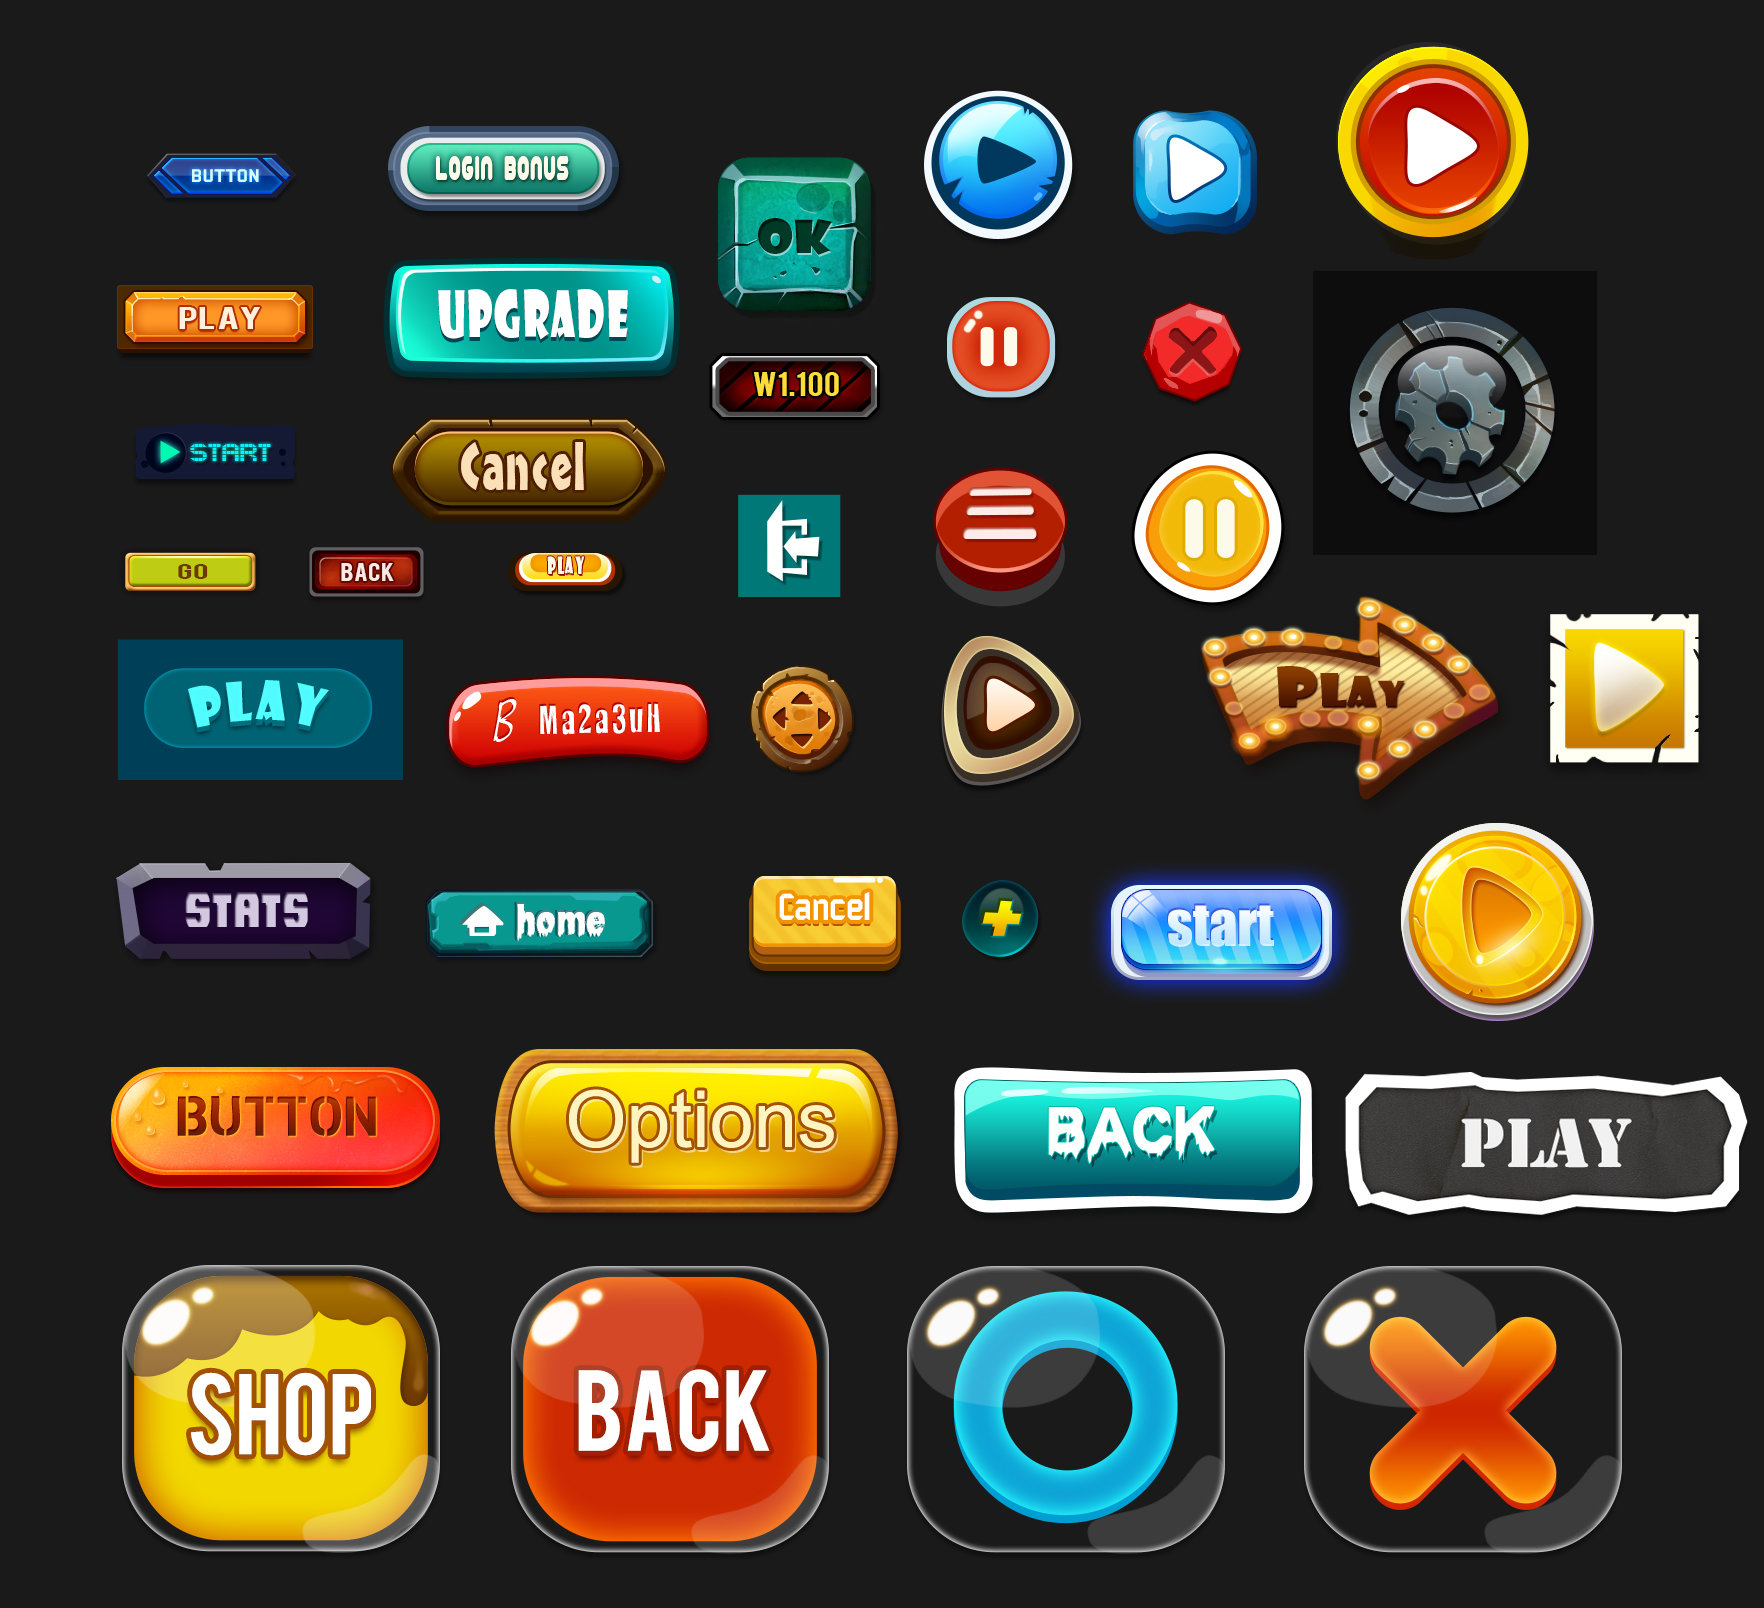 BUTTON
LOGIN BONUS
OK
PLAY
UPGRADE
W1.100
START
Cancel
GO
BACK
PLAY
PLAY
B Ma2a3uH
PLAY
STATS
home
Cancel
start
BUTTON
Options
BACK
PLAY
SHOP
BACK